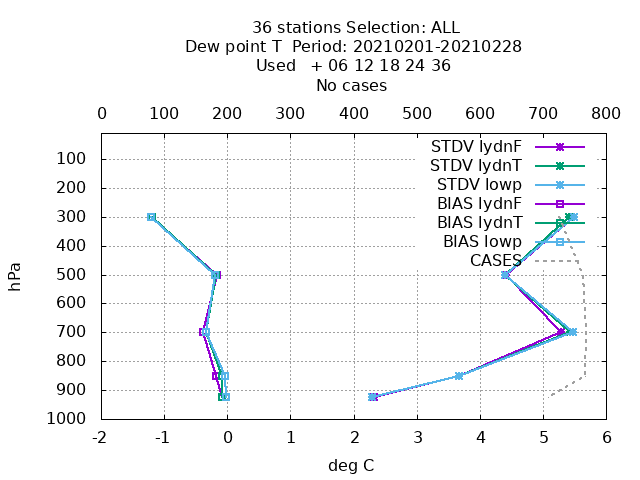 36 stations Selection: ALL
Dew point T  Period: 20210201-20210228
Used   + 06 12 18 24 36
No cases
0 100 200 300 400 500 600 700 800
STDV lydnF
STDV lydnT
STDV lowp
BIAS lydnF
BIAS lydnT
BIAS lowp
CASES
hPa
100
200
300
400
500
600
700
800
900
1000
-2 -1 0 1 2 3 4 5 6
deg C